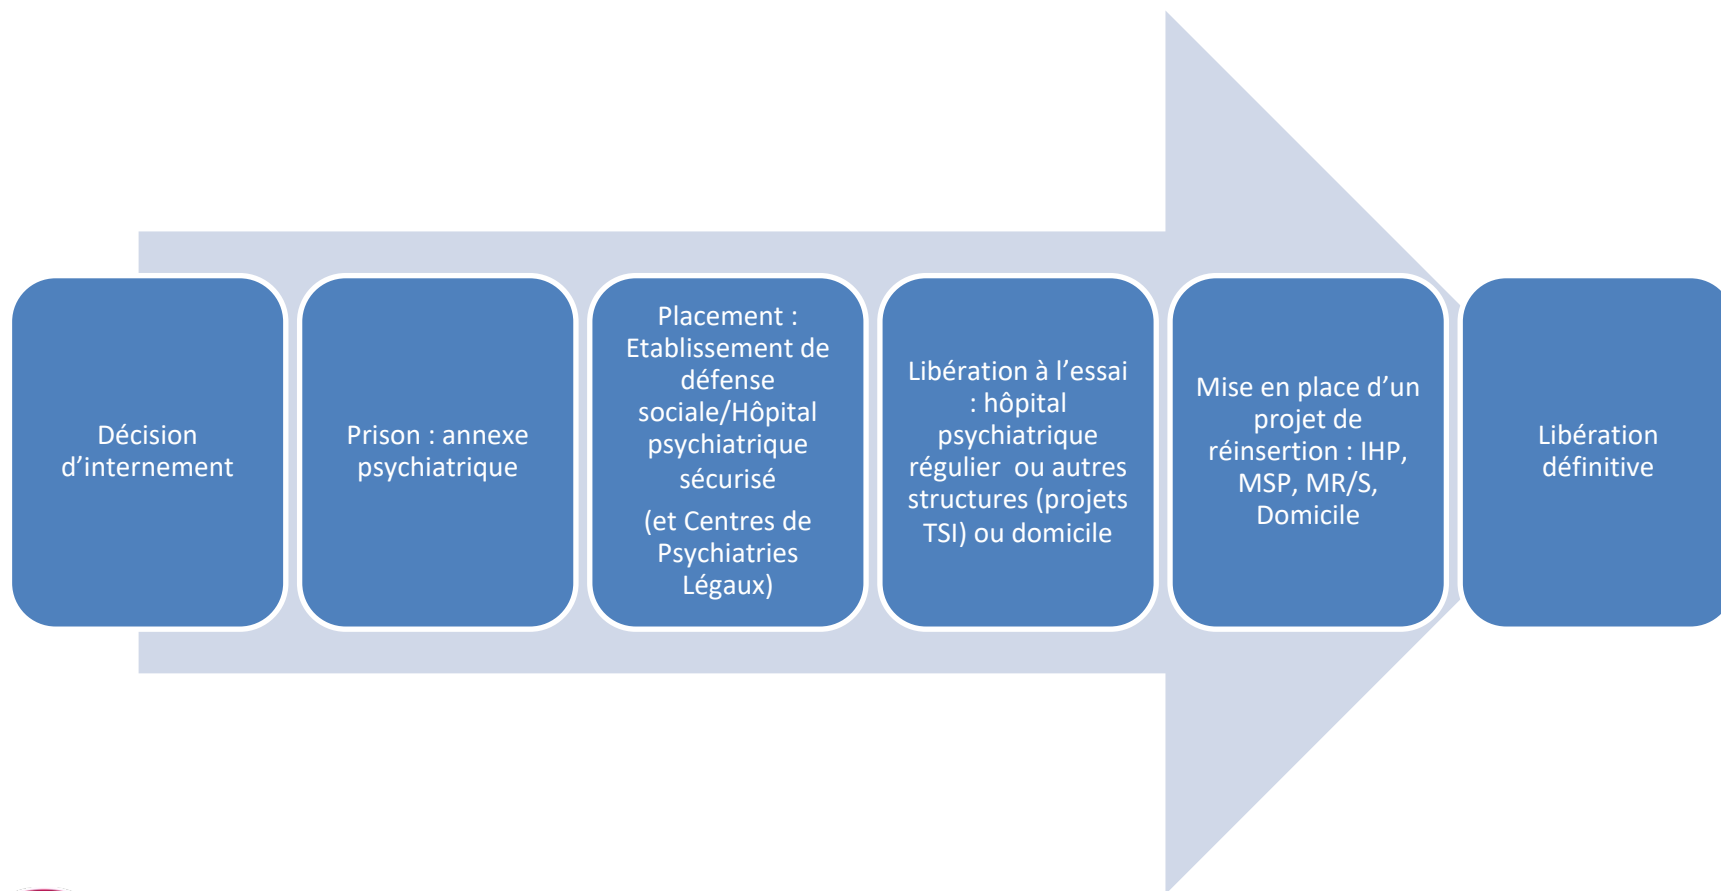 Décision
d’internement
Prison : annexe
psychiatrique
Placement :
Etablissement de
défense
sociale/Hôpital
psychiatrique
sécurisé
(et Centres de
Psychiatries
Légaux)
Libération à l’essai
: hôpital
psychiatrique
régulier ou autres
structures (projets
TSI) ou domicile
Mise en place d’un
projet de
réinsertion : IHP,
MSP, MR/S,
Domicile
Libération
définitive